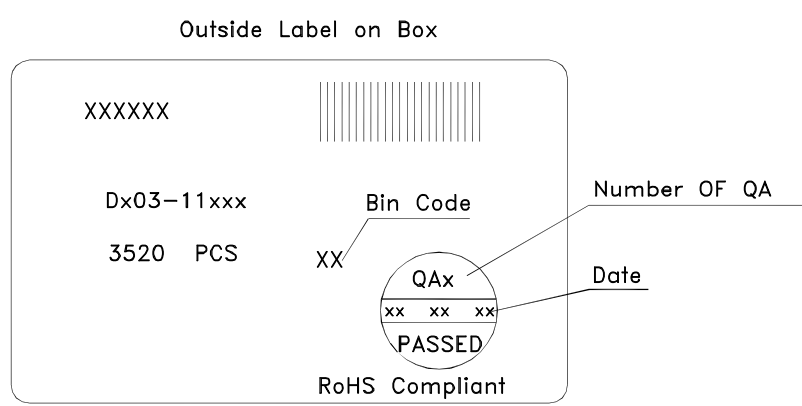 Outside Label on Box
XXXXXX
Dx03-11xxx
Bin Code
Number OF QA
3520 PCS
XX
QAx
Date
xx xx xx
PASSED
RoHS Compliant